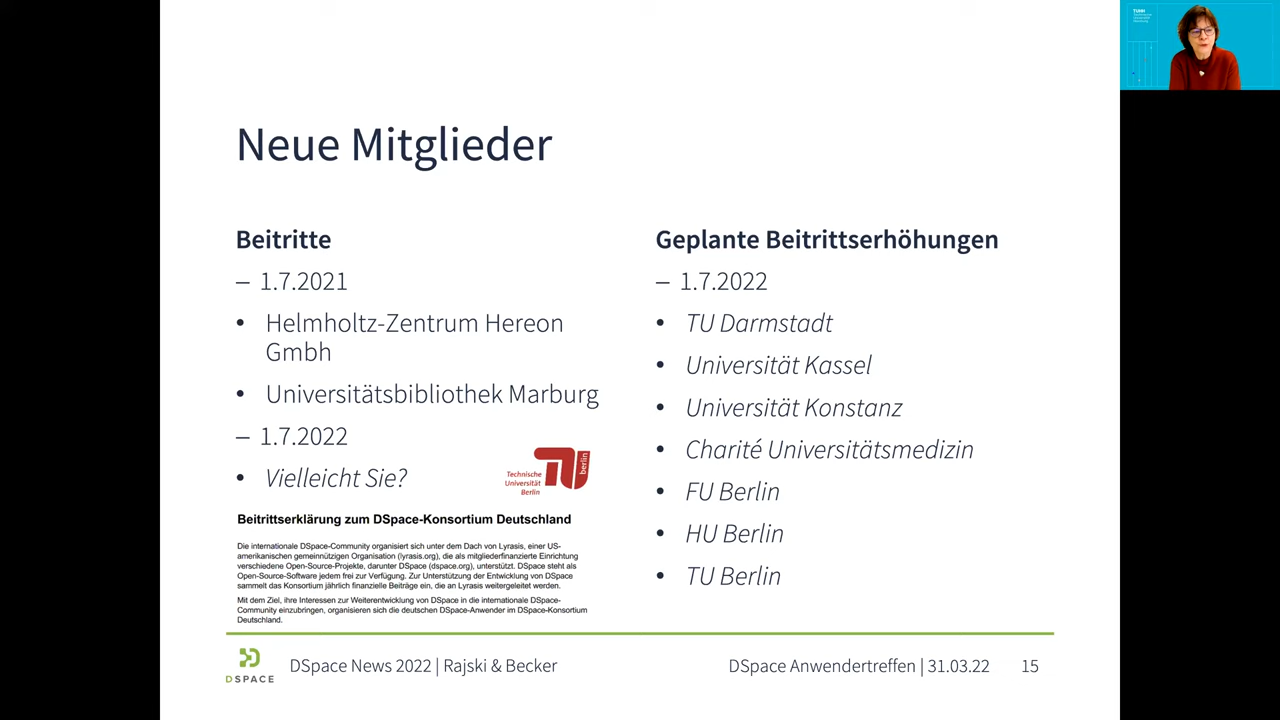 Neue Mitglieder
Beitritte
– 1.7.2021
• Helmholtz-Zentrum Hereon
Gmbh
• Universitätsbibliothek Marburg
– 1.7.2022
• Vielleicht Sie?
Technische
Universität
Berlin
berlin
Beitrittserklärung zum DSpace-Konsortium Deutschland
Die internationale DSpace-Community organisiert sich unter dem Dach von Lyrasis, einer US-
amerikanischen gemeinnützigen Organisation (lyrasis.org), die als mitgliederfinanzierte Einrichtung
verschiedene Open-Source-Projekte, darunter DSpace (dspace.org), unterstützt. DSpace steht als
Open-Source-Software jedem frei zur Verfügung. Zur Unterstützung der Entwicklung von DSpace
sammelt das Konsortium jährlich finanzielle Beiträge ein, die an Lyrasis weitergeleitet werden.
Mit dem Ziel, ihre Interessen zur Weiterentwicklung von DSpace in die internationale DSpace-
Community einzubringen, organisieren sich die deutschen DSpace-Anwender im DSpace-Konsortium
Deutschland.
Geplante Beitrittserhöhungen
– 1.7.2022
• TU Darmstadt
• Universität Kassel
• Universität Konstanz
• Charité Universitätsmedizin
• FU Berlin
• HU Berlin
• TU Berlin
DSPACE
DSpace News 2022 | Rajski & Becker
DSpace Anwendertreffen | 31.03.22
15
TUHH